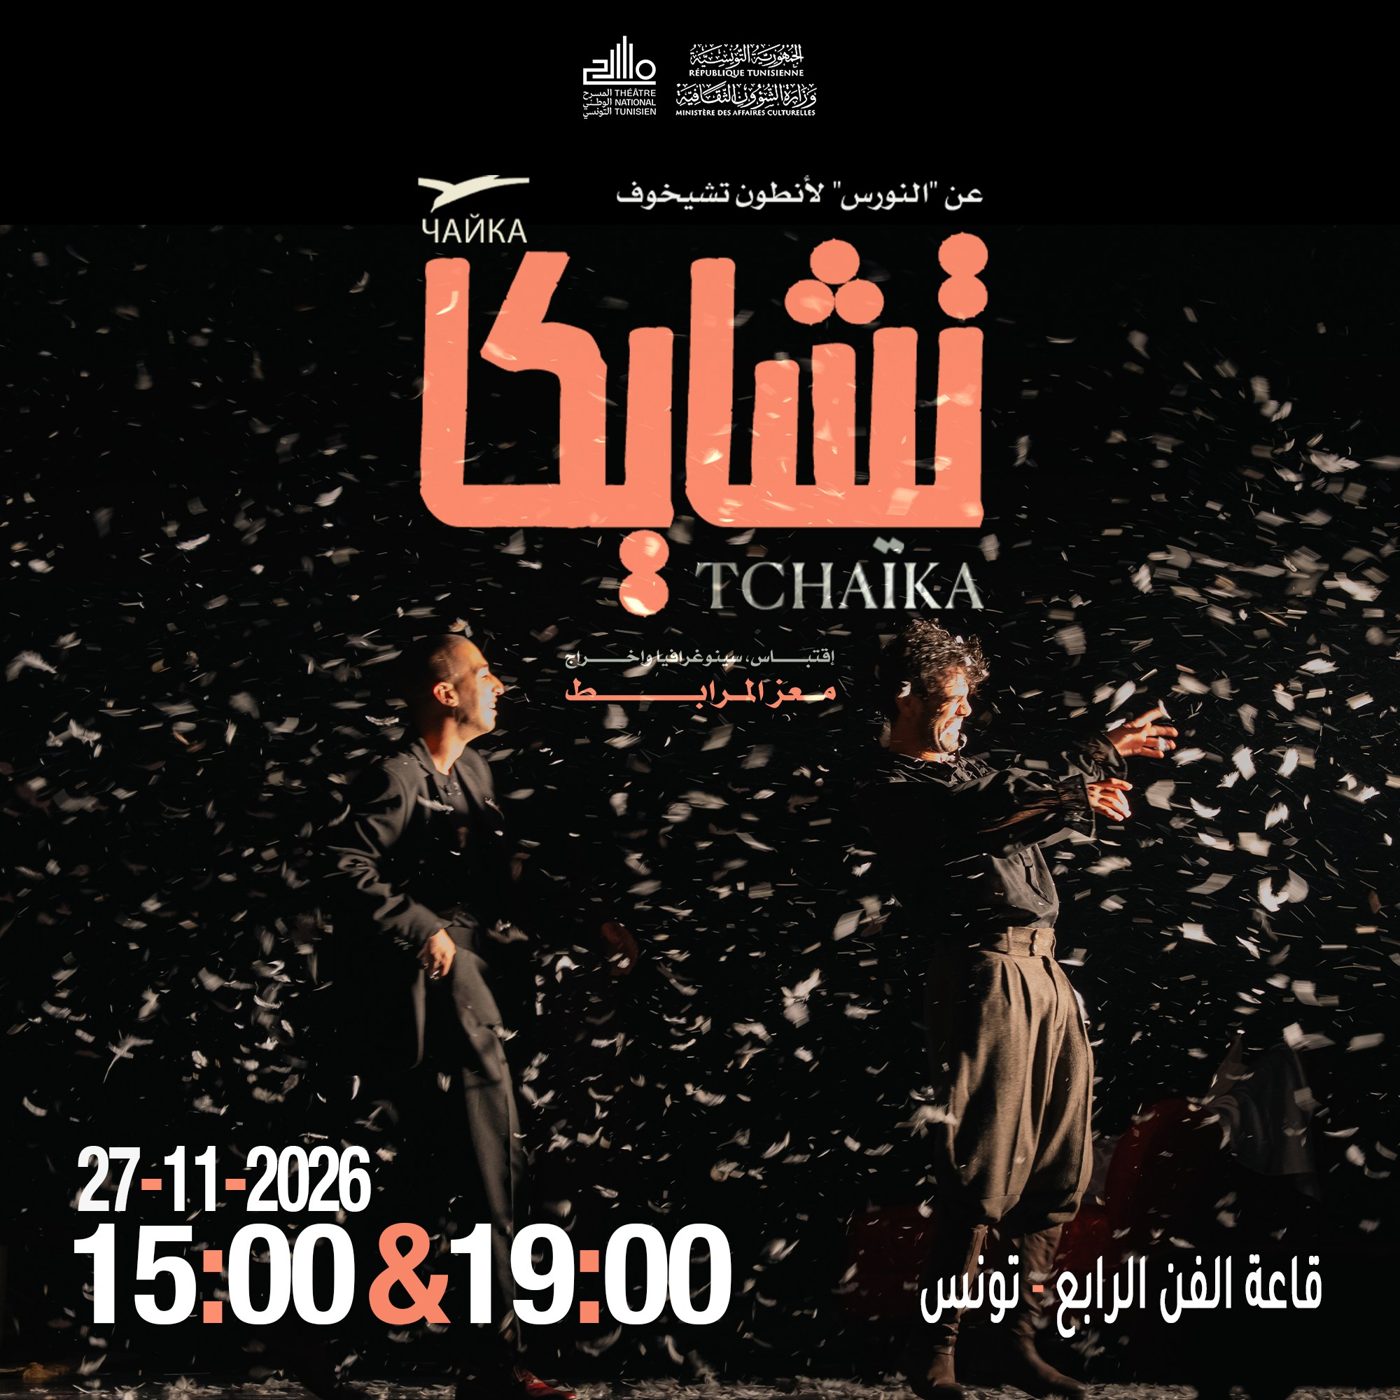 المسرح THÉÂTRE
الوطني NATIONAL
التونسي TUNISIEN
الجمهورية التونسية
RÉPUBLIQUE TUNISIENNE
وزارة الشؤون الثقافية
MINISTÈRE DES AFFAIRES CULTURELLES
عن "النورس" لأنطون تشيخوف
ЧАЙКА
تشايكا
TCHAÏKA
إقتباس، سينوغرافيا وإخراج
معز المرابط
27-11-2026
15:00 & 19:00
قاعة الفن الرابع - تونس